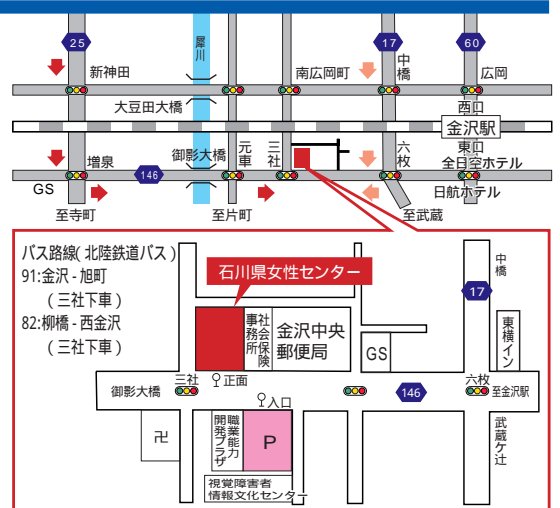 25
17
60
犀川
新神田
南広岡町
中橋
広岡
大豆田大橋
西口
金沢駅
増泉
御影大橋
元車
三社
六枚
東口
全日空ホテル
GS
146
日航ホテル
至寺町
至片町
至武蔵
バス路線(北陸鉄道バス)
91:金沢-旭町
(三社下車)
82:柳橋-西金沢
(三社下車)
石川県女性センター
社会保険
事務所
金沢中央
郵便局
GS
中橋
17
東横イン
御影大橋
三社
正面
146
六枚
至金沢駅
入口
卍
職業能力
開発プラザ
P
武蔵ケ辻
視覚障害者
情報文化センター